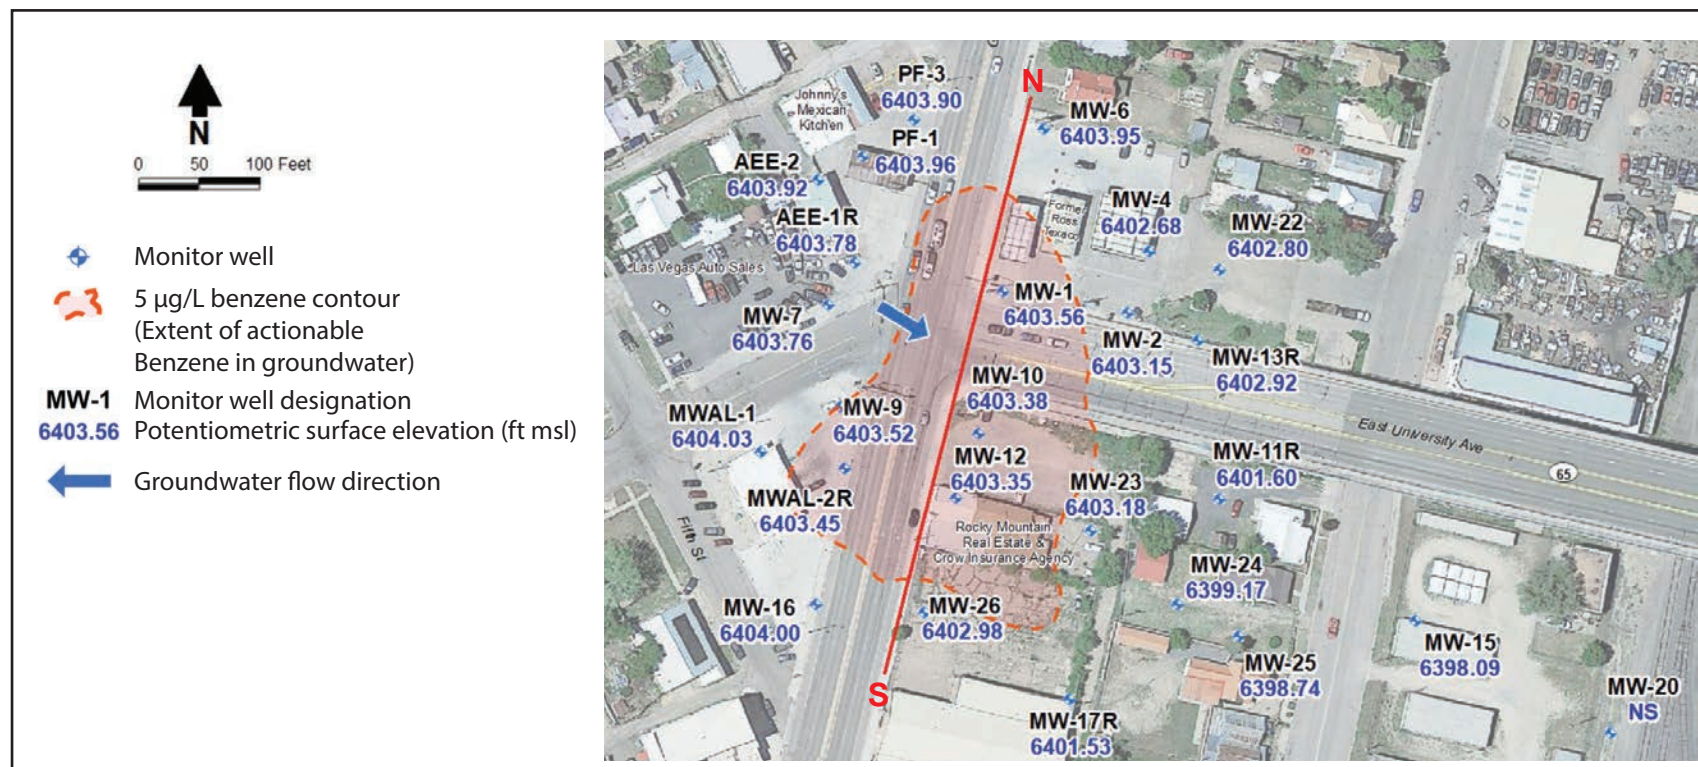 N
0 50 100 Feet
Monitor well
5 µg/L benzene contour
(Extent of actionable
Benzene in groundwater)
MW-1 Monitor well designation
6403.56 Potentiometric surface elevation (ft msl)
Groundwater flow direction
N
S
PF-3
6403.90
Johnny's
Mexican
Kitchen
PF-1
6403.96
MW-6
6403.95
AEE-2
6403.92
AEE-1R
6403.78
Las Vegas Auto Sales
Former
Ross
Texaco
MW-4
6402.68
MW-22
6402.80
MW-1
6403.56
MW-7
6403.76
MW-2
6403.15
MW-13R
6402.92
MW-10
6403.38
MWAL-1
6404.03
MW-9
6403.52
East University Ave
65
MW-12
6403.35
MW-11R
6401.60
MW-23
6403.18
MWAL-2R
6403.45
Fifth St
Rocky Mountain
Real Estate &
Crow Insurance Agency
MW-24
6399.17
MW-16
6404.00
MW-26
6402.98
MW-25
6398.74
MW-15
6398.09
MW-20
NS
MW-17R
6401.53